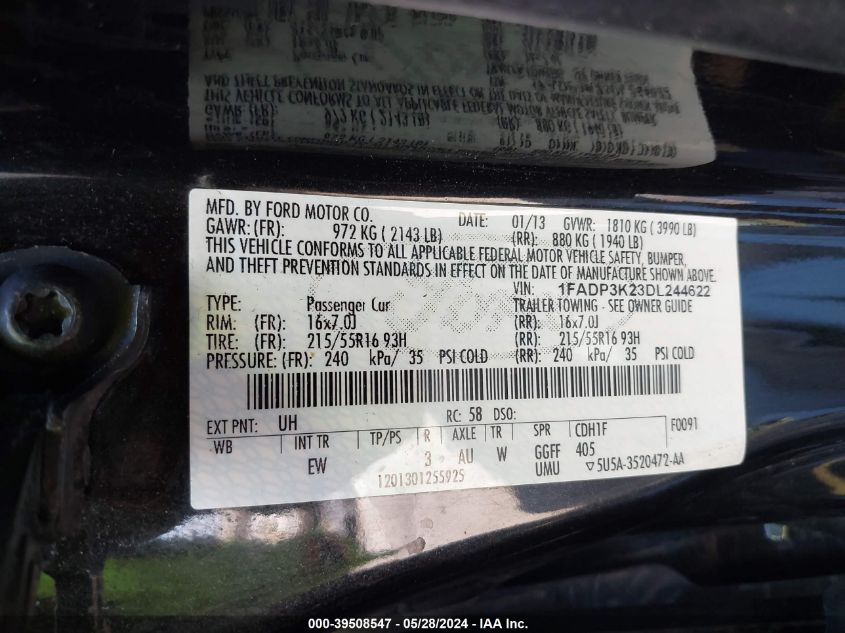 MFD. BY FORD MOTOR CO. DATE: 01/13 GVWR: 1810 KG ( 3990 LB)
GAWR: (FR): 972 KG ( 2143 LB) (RR): 880 KG ( 1940 LB)
THIS VEHICLE CONFORMS TO ALL APPLICABLE FEDERAL MOTOR VEHICLE SAFETY, BUMPER,
AND THEFT PREVENTION STANDARDS IN EFFECT ON THE DATE OF MANUFACTURE SHOWN ABOVE.
VIN: 1FADP3K23DL244622
TYPE: Passenger Car TRAILER TOWING - SEE OWNER GUIDE
RIM: (FR): 16x7.0J (RR): 16x7.0J
TIRE: (FR): 215/55R16 93H (RR): 215/55R16 93H
PRESSURE: (FR): 240 kPa/ 35 PSI COLD (RR): 240 kPa/ 35 PSI COLD
EXT PNT: UH RC: 58 DSO: F0091
WB INT TR TP/PS R AXLE TR SPR CDH1F
EW 3 AU W GGFF 405
UMU ▽5U5A-3520472-AA
1201301255925
000-39508547 / 05/28/2024 - IAA Inc.